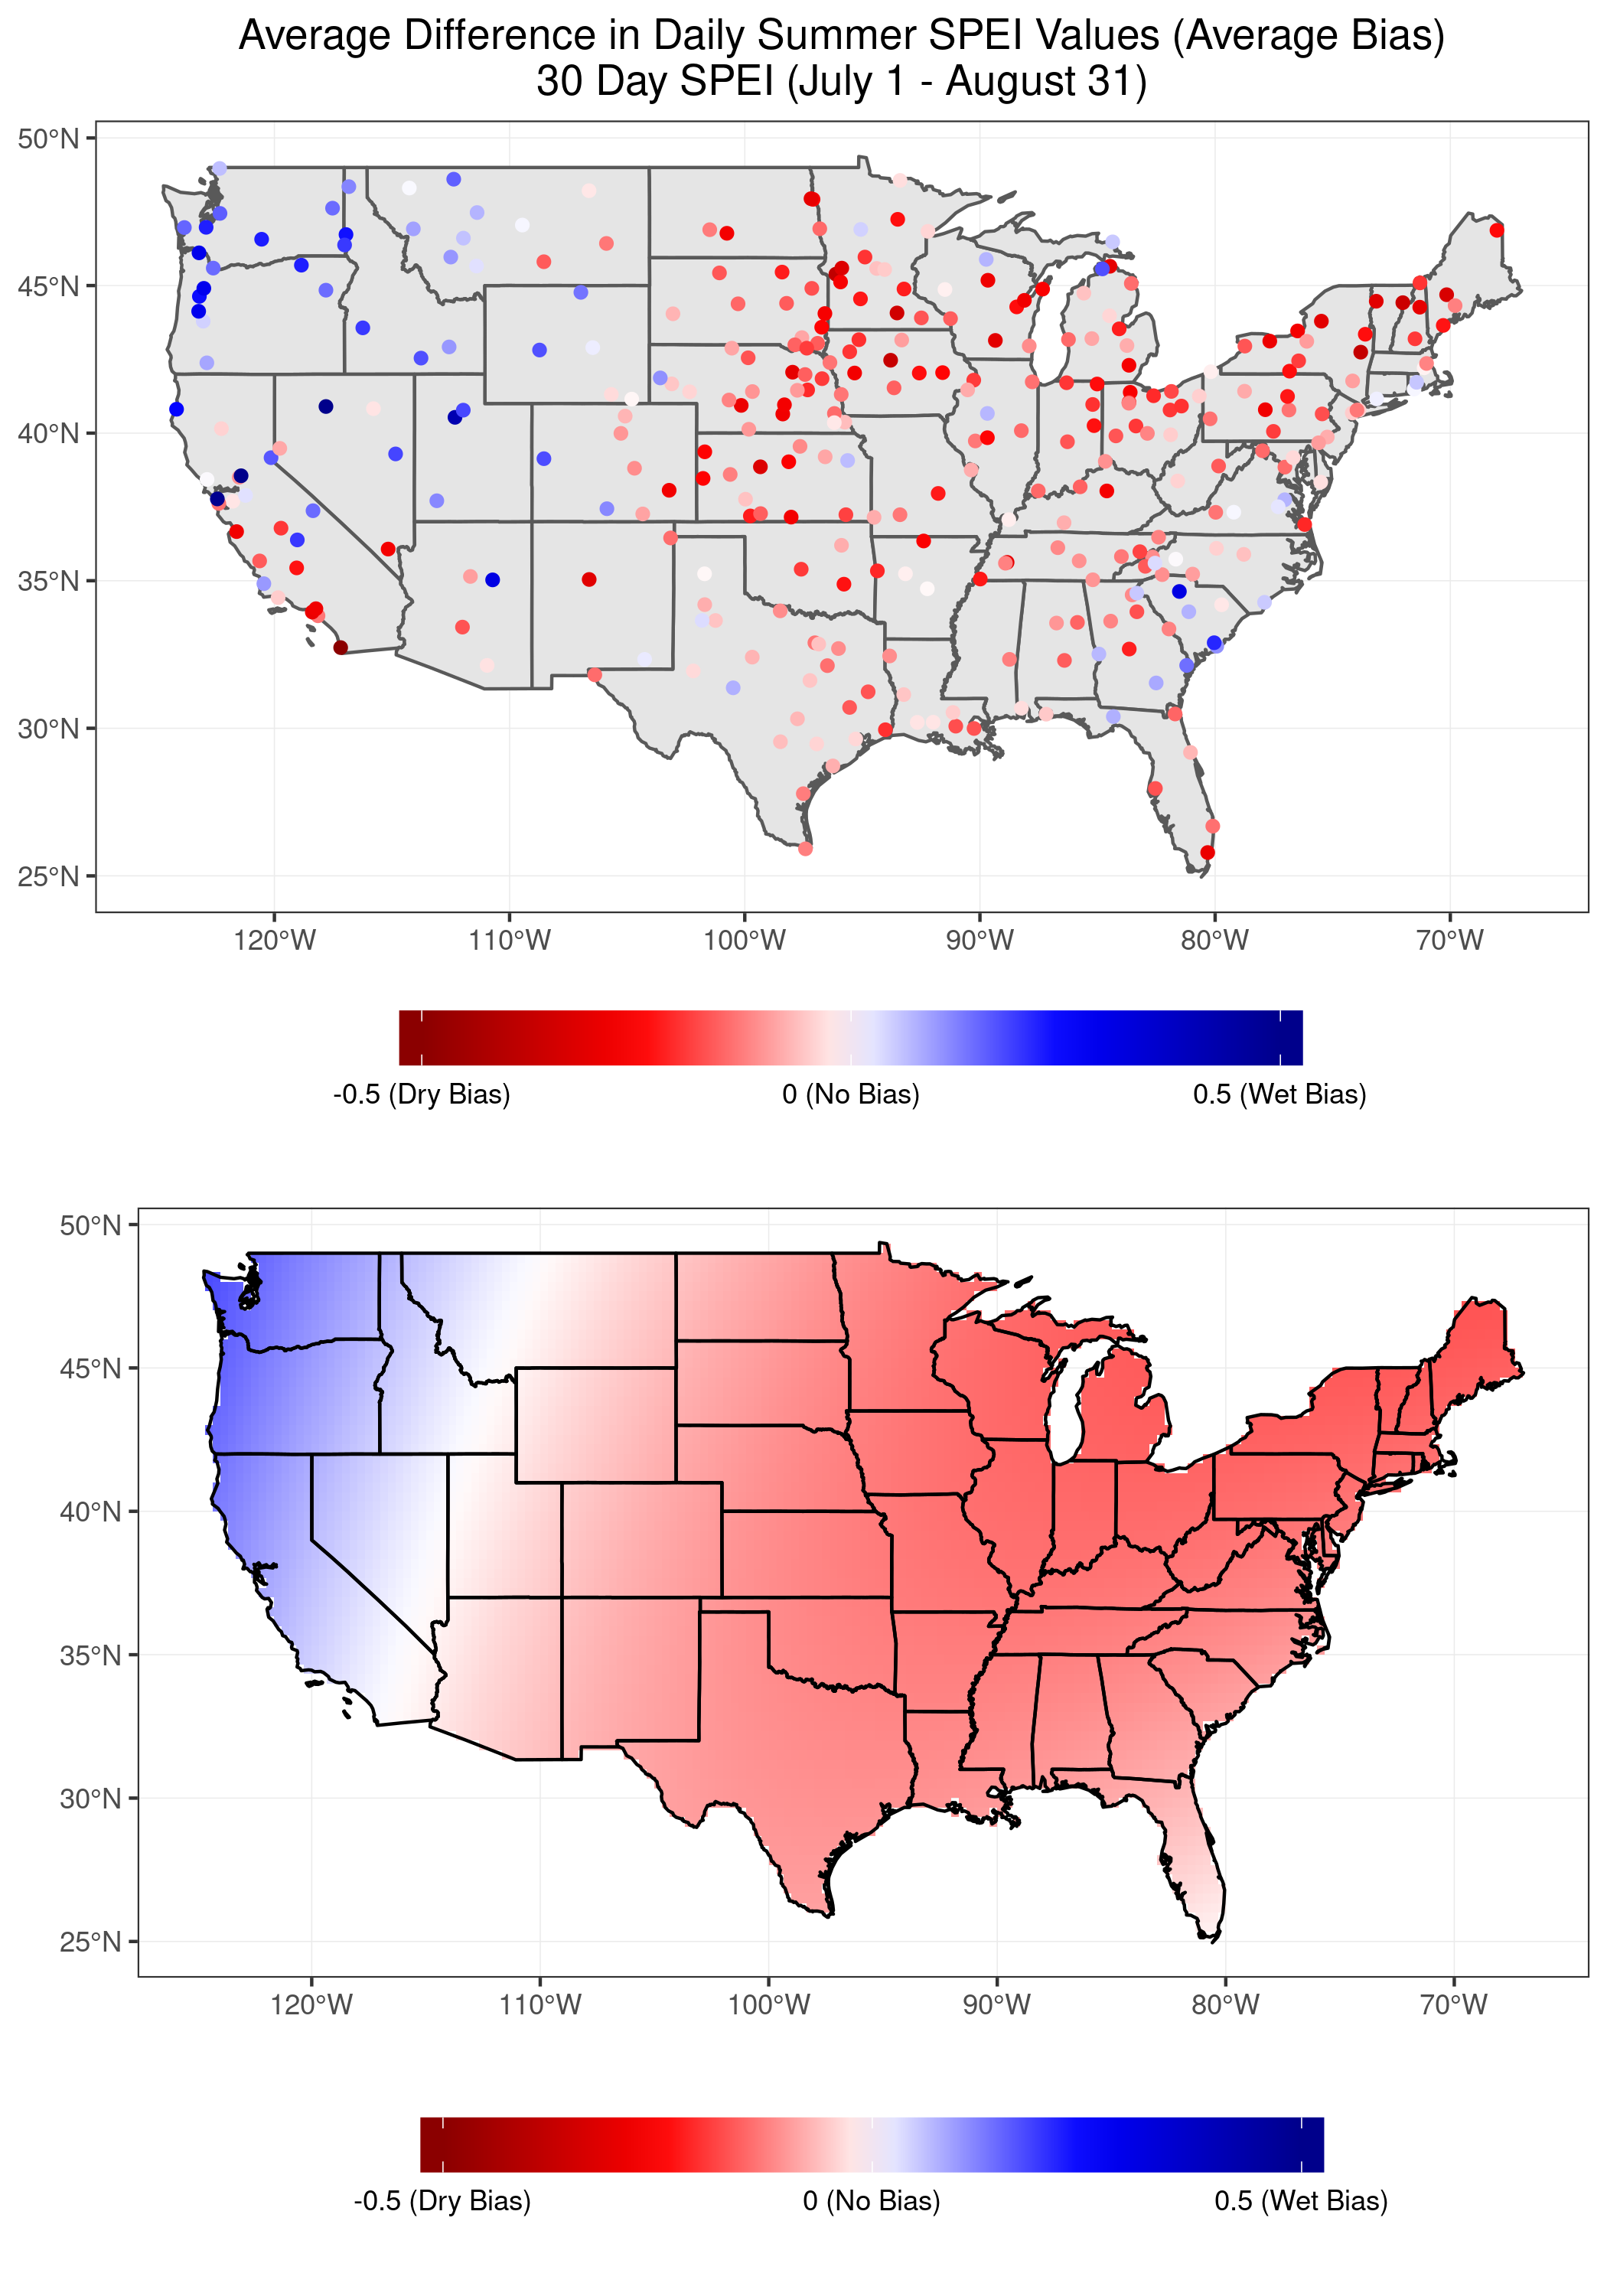 Average Difference in Daily Summer SPEI Values (Average Bias)
30 Day SPEI (July 1 - August 31)
50°N
45°N
40°N
35°N
30°N
25°N
120°W 110°W 100°W 90°W 80°W 70°W
-0.5 (Dry Bias) 0 (No Bias) 0.5 (Wet Bias)
50°N
45°N
40°N
35°N
30°N
25°N
120°W 110°W 100°W 90°W 80°W 70°W
-0.5 (Dry Bias) 0 (No Bias) 0.5 (Wet Bias)